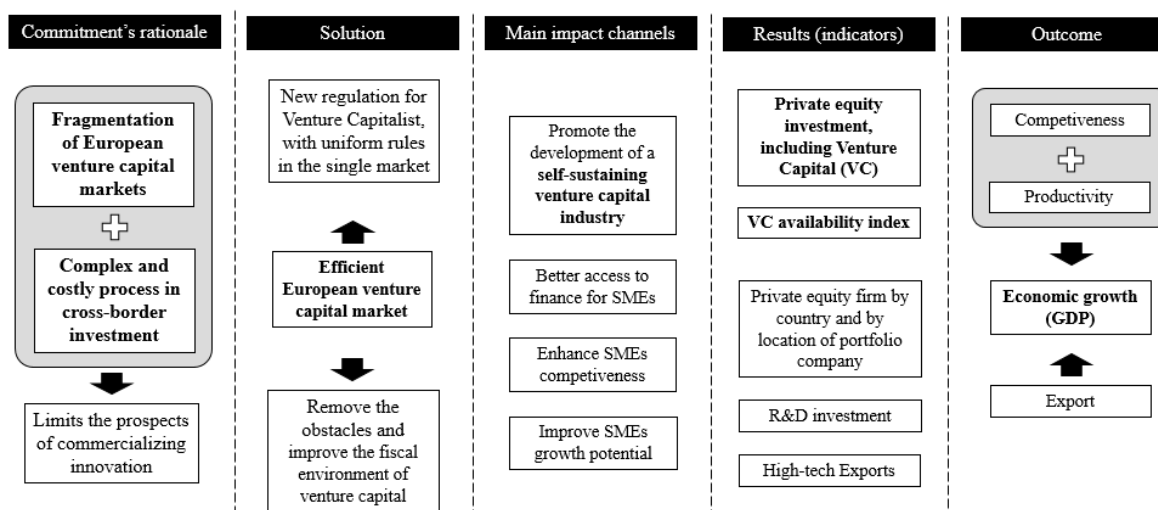 Commitment's rationale
Fragmentation
of European
venture capital
markets
Complex and
costly process in
cross-border
investment
Limits the prospects
of commercializing
innovation
Solution
New regulation for
Venture Capitalist,
with uniform rules
in the single market
Efficient
European venture
capital market
Remove the
obstacles and
improve the fiscal
environment of
venture capital
Main impact channels
Promote the
development of a
self-sustaining
venture capital
industry
Better access to
finance for SMEs
Enhance SMEs
competiveness
Improve SMEs
growth potential
Results (indicators)
Private equity
investment,
including Venture
Capital (VC)
VC availability index
Private equity firm by
country and by
location of portfolio
company
R&D investment
High-tech Exports
Outcome
Competiveness
Productivity
Economic growth
(GDP)
Export